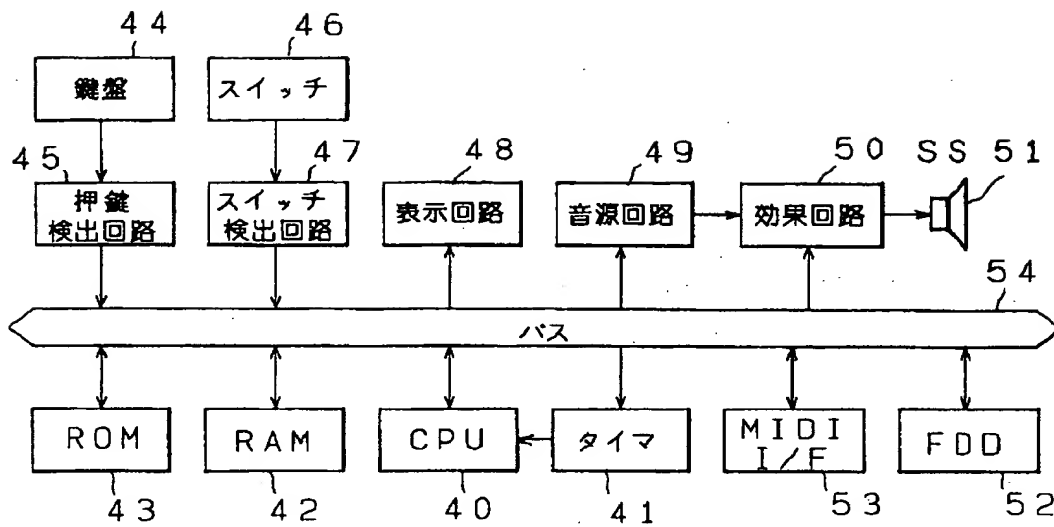 44
46
鍵盤
スイッチ
45
47
48
49
50
SS
51
押鍵
検出回路
スイッチ
検出回路
表示回路
音源回路
効果回路
54
バス
ROM
RAM
CPU
タイマ
MIDI
I/F
FDD
43
42
40
41
53
52